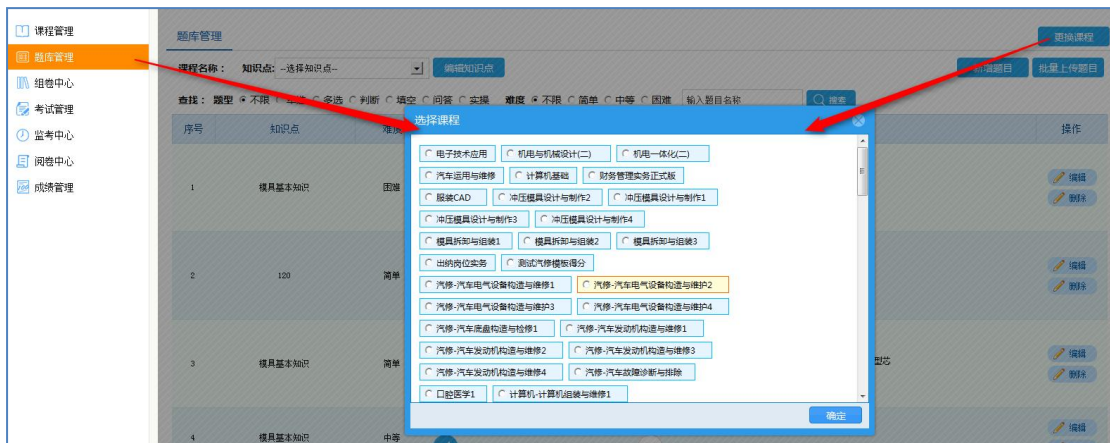 课程管理
题库管理
组卷中心
考试管理
监考中心
阅卷中心
成绩管理
题库管理
更换课程
课程名称： 知识点: --选择知识点-- 编辑知识点 新增题目 批量上传题目
查找： 题型 不限 单选 多选 判断 填空 问答 实操 难度 不限 简单 中等 困难 输入题目名称 搜索
序号 知识点 难度 操作
1 模具基本知识 困难 编辑
删除
2 120 简单 编辑
删除
3 模具基本知识 简单 型芯 编辑
删除
4 模具基本知识 中等 编辑
选择课程
电子技术应用 机电与机械设计(二) 机电一体化(二)
汽车运用与维修 计算机基础 财务管理实务正式版
服装CAD 冲压模具设计与制作2 冲压模具设计与制作1
冲压模具设计与制作3 冲压模具设计与制作4
模具拆卸与组装1 模具拆卸与组装2 模具拆卸与组装3
出纳岗位实务 测试汽修模板得分
汽修-汽车电气设备构造与维修1 汽修-汽车电气设备构造与维护2
汽修-汽车电气设备构造与维护3 汽修-汽车电气设备构造与维护4
汽修-汽车底盘构造与检修1 汽修-汽车发动机构造与维修1
汽修-汽车发动机构造与维修2 汽修-汽车发动机构造与维修3
汽修-汽车发动机构造与维修4 汽修-汽车故障诊断与排除
口腔医学1 计算机-计算机组装与维修1
确定